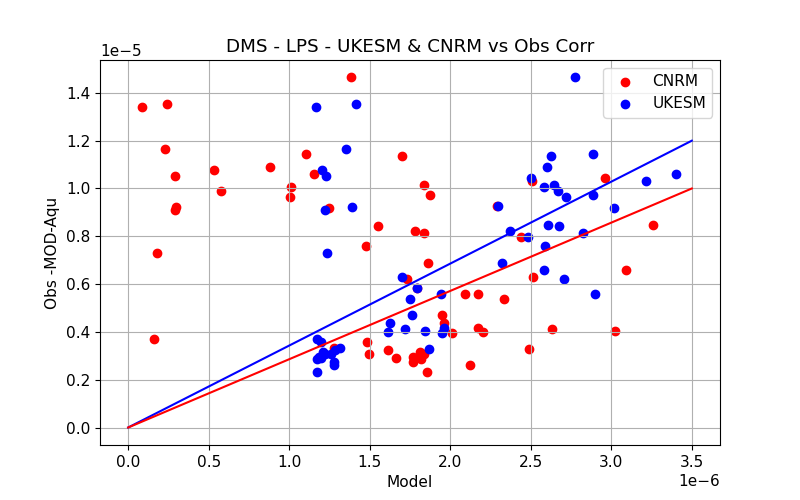 DMS - LPS - UKESM & CNRM vs Obs Corr
1e−5
CNRM
UKESM
1.4
1.2
1.0
0.8
0.6
0.4
0.2
0.0
Obs -MOD-Aqu
0.0 0.5 1.0 1.5 2.0 2.5 3.0 3.5
Model
1e−6